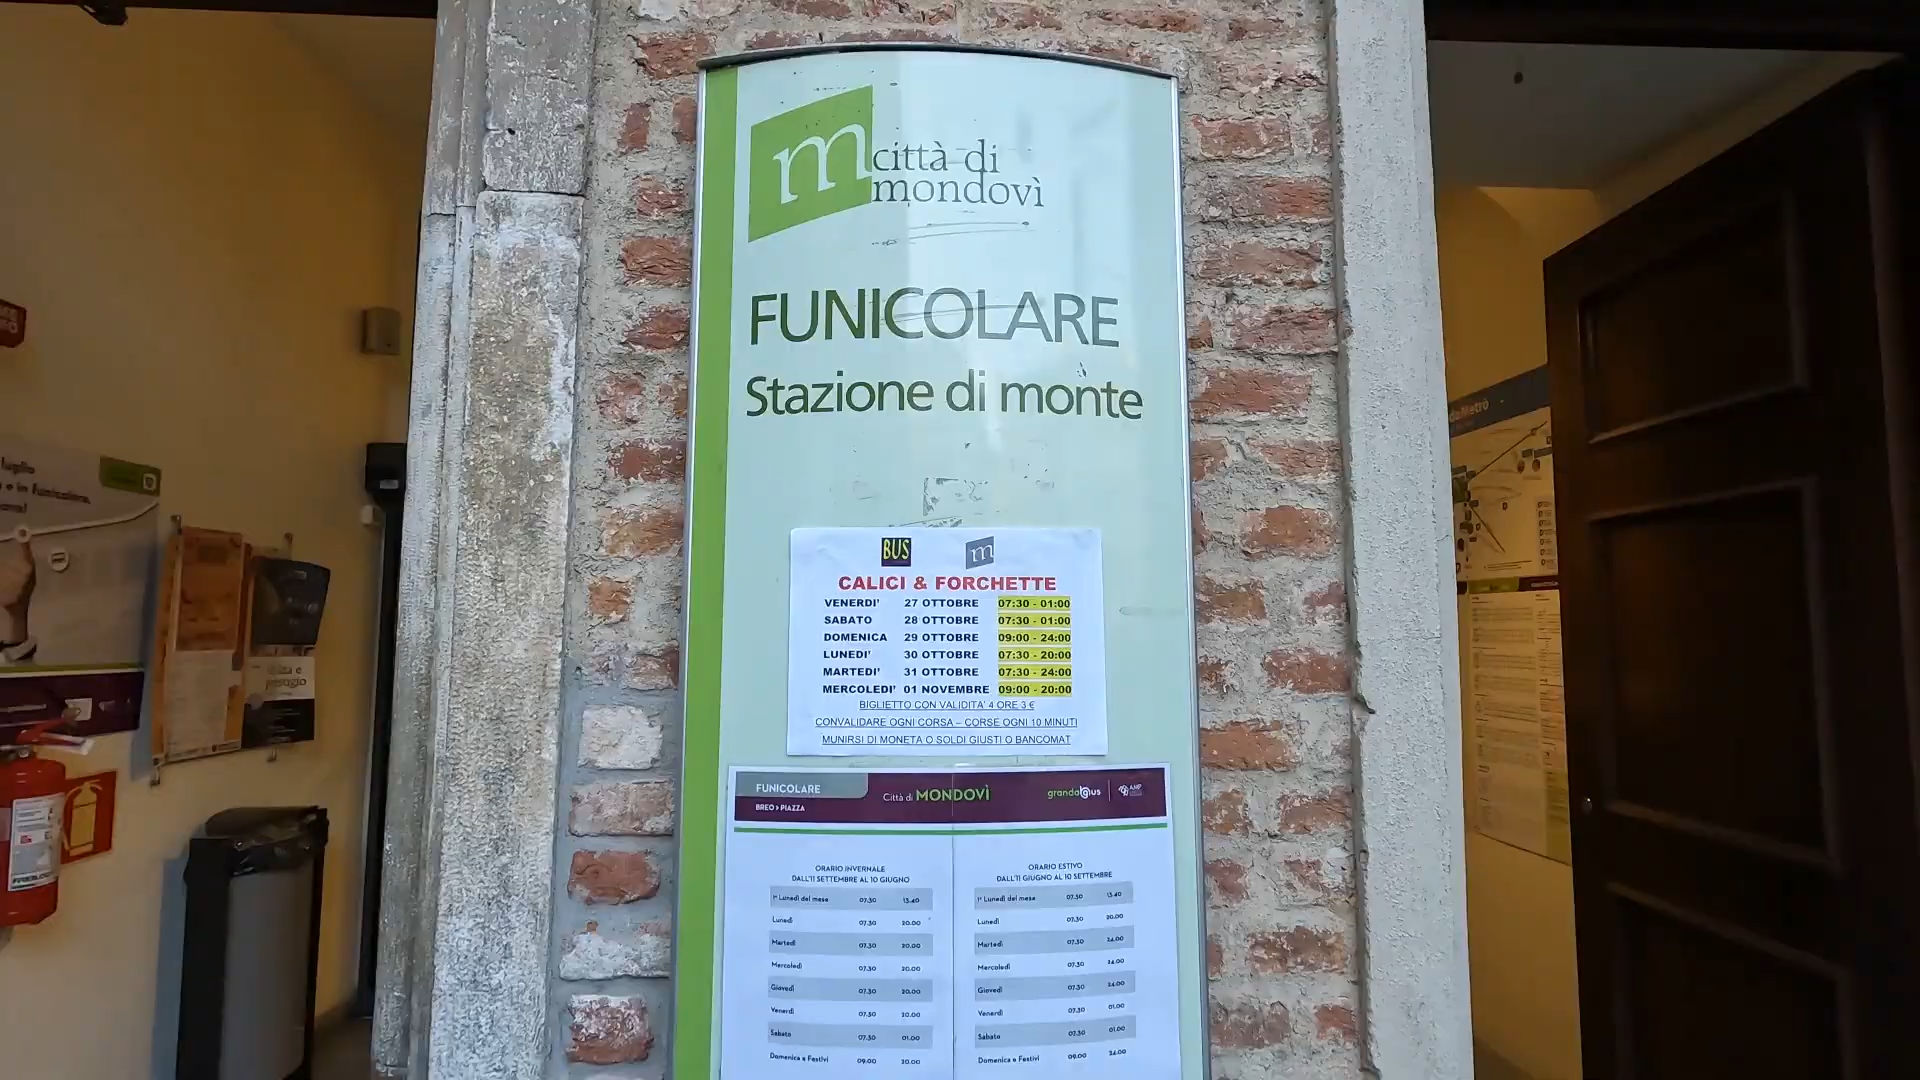 m città di
mondovì
FUNICOLARE
Stazione di monte
BUS
m
CALICI & FORCHETTE
VENERDI' 27 OTTOBRE 07:30 - 01:00
SABATO 28 OTTOBRE 07:30 - 01:00
DOMENICA 29 OTTOBRE 09:00 - 24:00
LUNEDI' 30 OTTOBRE 07:30 - 20:00
MARTEDI' 31 OTTOBRE 07:30 - 24:00
MERCOLEDI' 01 NOVEMBRE 09:00 - 20:00
BIGLIETTO CON VALIDITA' 4 ORE 3 €
CONVALIDARE OGNI CORSA – CORSE OGNI 10 MINUTI
MUNIRSI DI MONETA O SOLDI GIUSTI O BANCOMAT
FUNICOLARE
BREO > PIAZZA
Città di MONDOVÌ
grandabus
AMP
ORARIO INVERNALE
DALL'11 SETTEMBRE AL 10 GIUGNO
1° Lunedì del mese 07.30 13.40
Lunedì 07.30 20.00
Martedì 07.30 20.00
Mercoledì 07.30 20.00
Giovedì 07.30 20.00
Venerdì 07.30 20.00
Sabato 07.30 01.00
Domenica e Festivi 09.00 20.00
ORARIO ESTIVO
DALL'11 GIUGNO AL 10 SETTEMBRE
1° Lunedì del mese 07.30 13.40
Lunedì 07.30 20.00
Martedì 07.30 24.00
Mercoledì 07.30 24.00
Giovedì 07.30 24.00
Venerdì 07.30 01.00
Sabato 07.30 01.00
Domenica e Festivi 09.00 24.00
luglio
e in Funicolare,